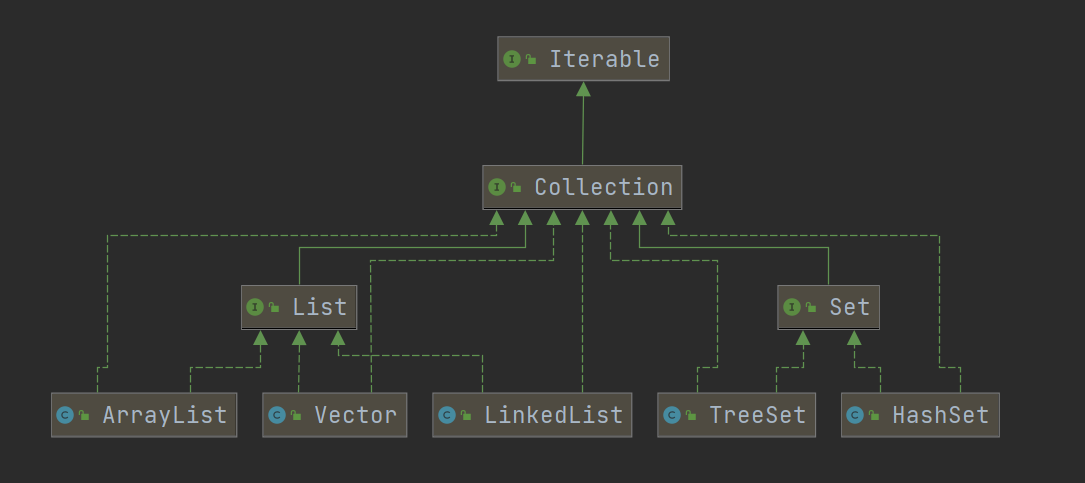 I Iterable
I Collection
I List
I Set
C ArrayList
C Vector
C LinkedList
C TreeSet
C HashSet